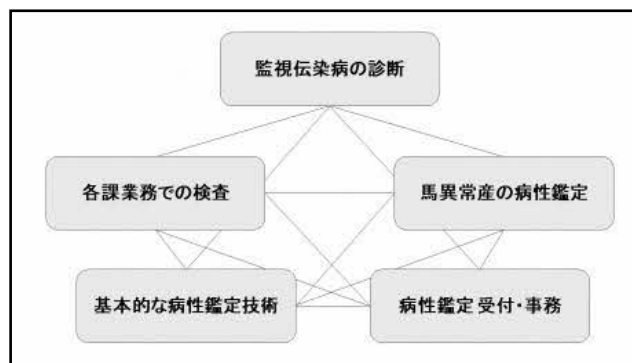 監視伝染病の診断
各課業務での検査
馬異常産の病性鑑定
基本的な病性鑑定技術
病性鑑定 受付・事務